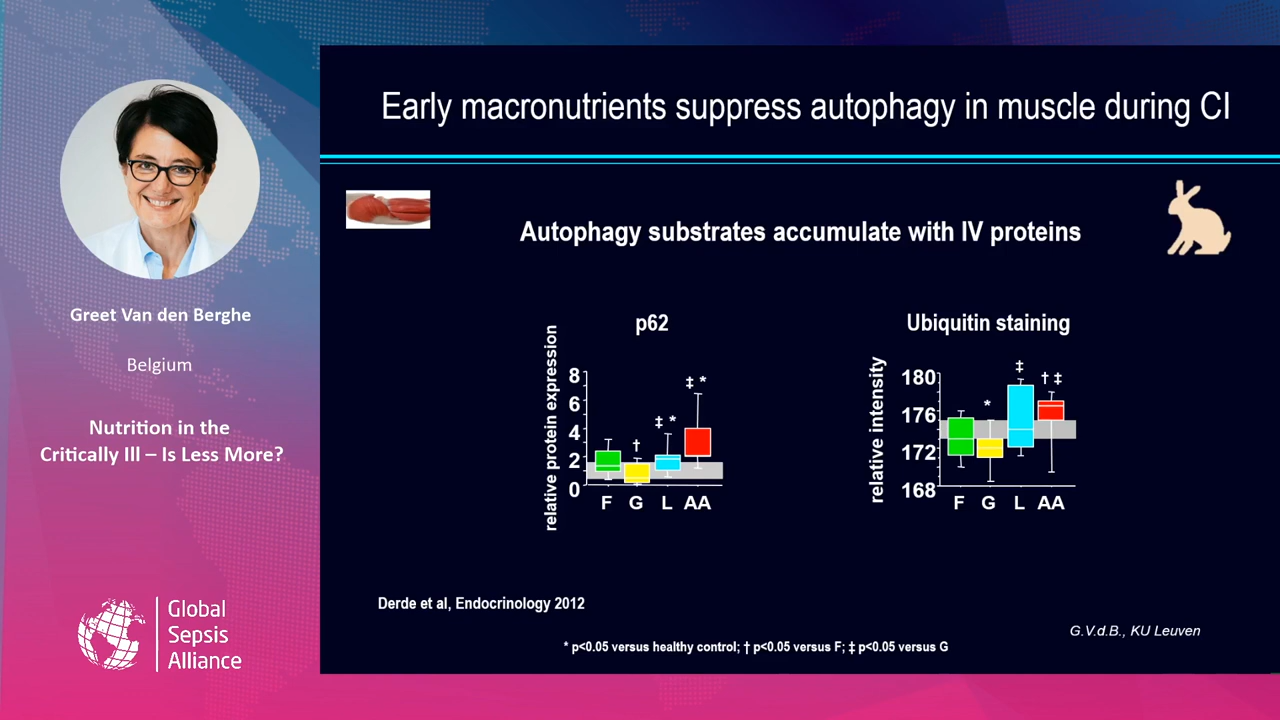 Early macronutrients suppress autophagy in muscle during CI
Autophagy substrates accumulate with IV proteins
p62
relative protein expression
8
6
4
2
0
‡ *
‡ *
†
F G L AA
Ubiquitin staining
relative intensity
180
176
172
168
‡
† ‡
*
F G L AA
Derde et al, Endocrinology 2012
G.V.d.B., KU Leuven
* p<0.05 versus healthy control; † p<0.05 versus F; ‡ p<0.05 versus G
Greet Van den Berghe
Belgium
Nutrition in the
Critically Ill – Is Less More?
Global
Sepsis
Alliance